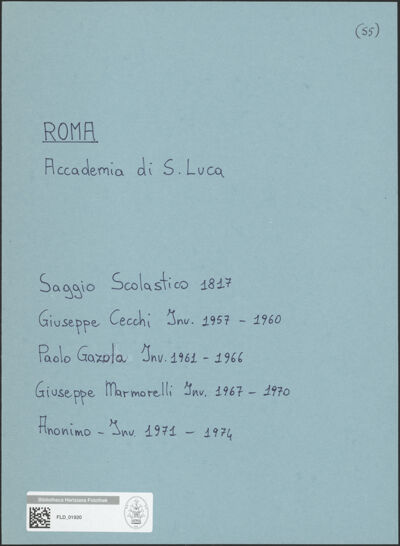 (55)
ROMA
Accademia di S. Luca
Saggio Scolastico 1817
Giuseppe Cecchi Inv. 1957 - 1960
Paolo Gazola Inv. 1961 - 1966
Giuseppe Marmorelli Inv. 1967 - 1970
Anonimo - Inv. 1971 - 1974
Bibliotheca Hertziana Fotothek
FLD_01920